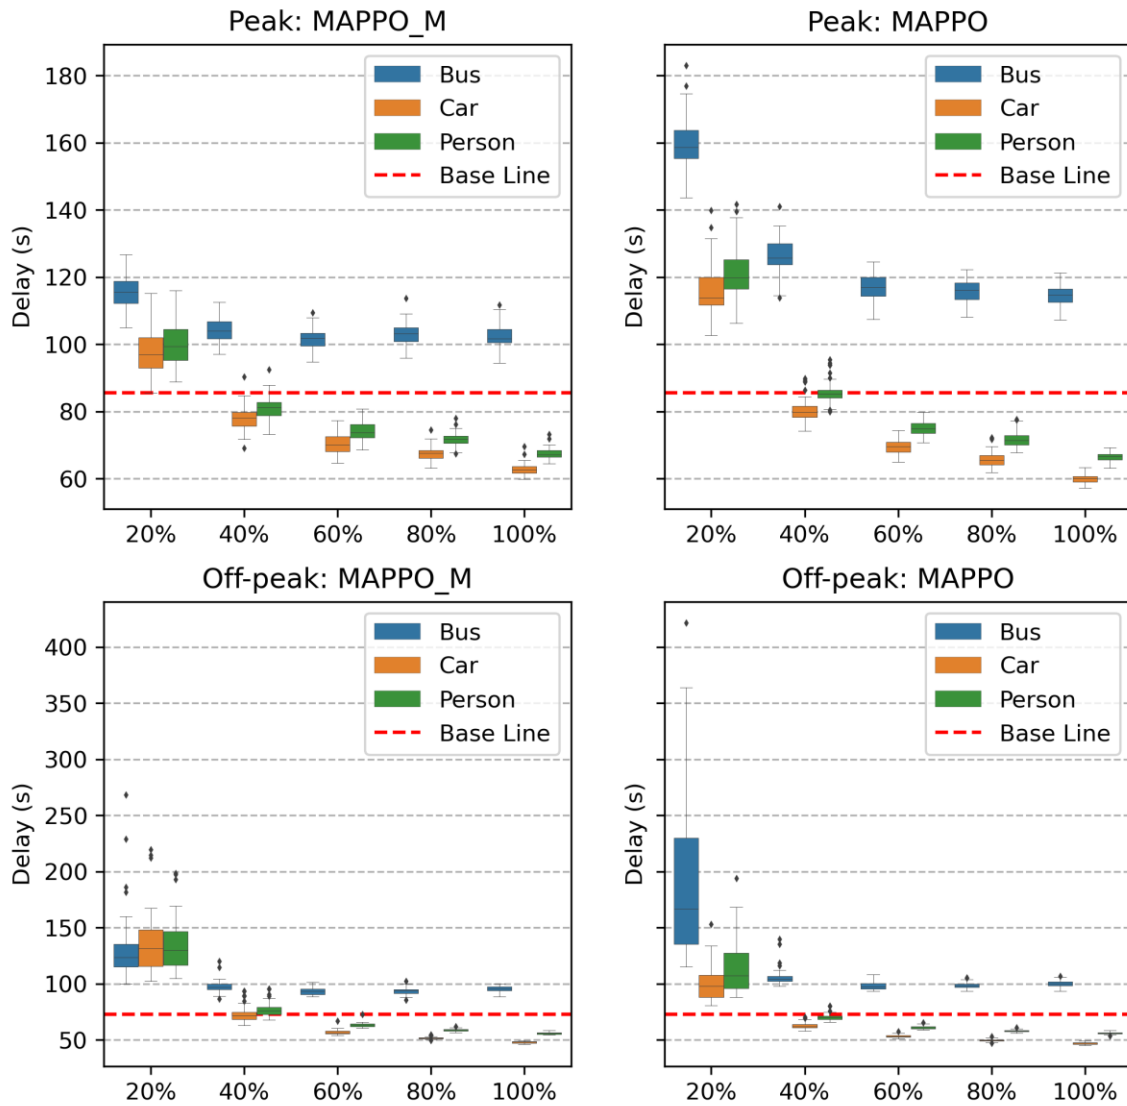 Peak: MAPPO_M
Delay (s)
180
160
140
120
100
80
60
Bus
Car
Person
Base Line
20% 40% 60% 80% 100%
Peak: MAPPO
Delay (s)
Bus
Car
Person
Base Line
20% 40% 60% 80% 100%
Off-peak: MAPPO_M
Delay (s)
400
350
300
250
200
150
100
50
Bus
Car
Person
Base Line
20% 40% 60% 80% 100%
Off-peak: MAPPO
Delay (s)
Bus
Car
Person
Base Line
20% 40% 60% 80% 100%